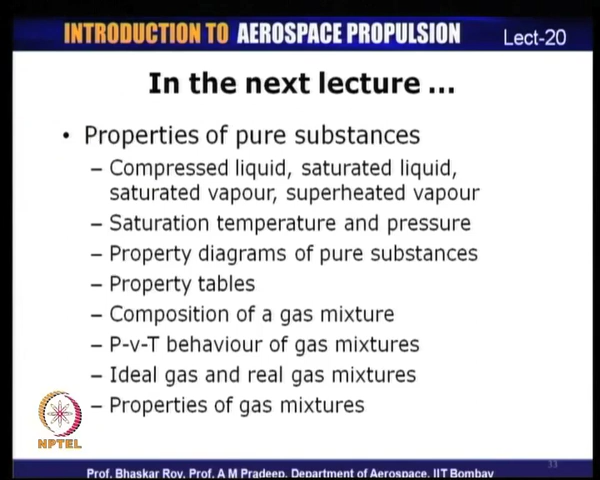 INTRODUCTION TO AEROSPACE PROPULSION
Lect-20
In the next lecture ...
• Properties of pure substances
– Compressed liquid, saturated liquid,
saturated vapour, superheated vapour
– Saturation temperature and pressure
– Property diagrams of pure substances
– Property tables
– Composition of a gas mixture
– P-v-T behaviour of gas mixtures
– Ideal gas and real gas mixtures
– Properties of gas mixtures
NPTEL
33
Prof. Bhaskar Roy, Prof. A M Pradeep, Department of Aerospace, IIT Bombay